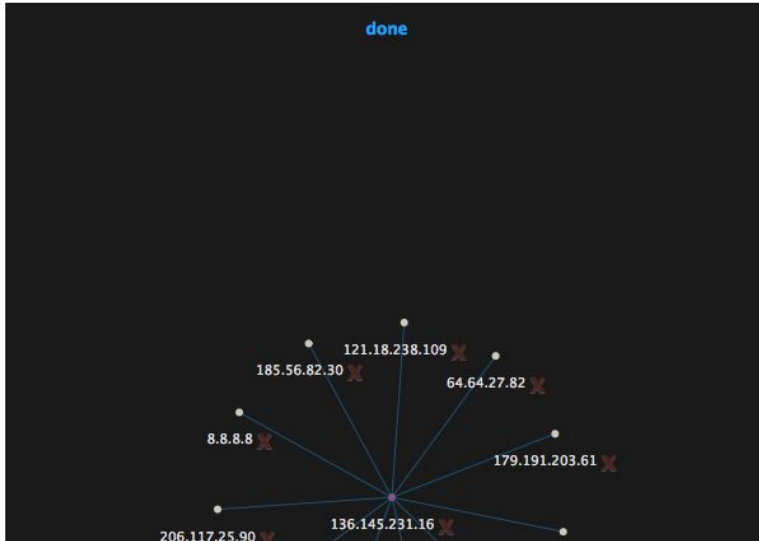 done
121.18.238.109 X
185.56.82.30 X
64.64.27.82 X
8.8.8.8 X
179.191.203.61 X
136.145.231.16 X
206.117.25.90 X